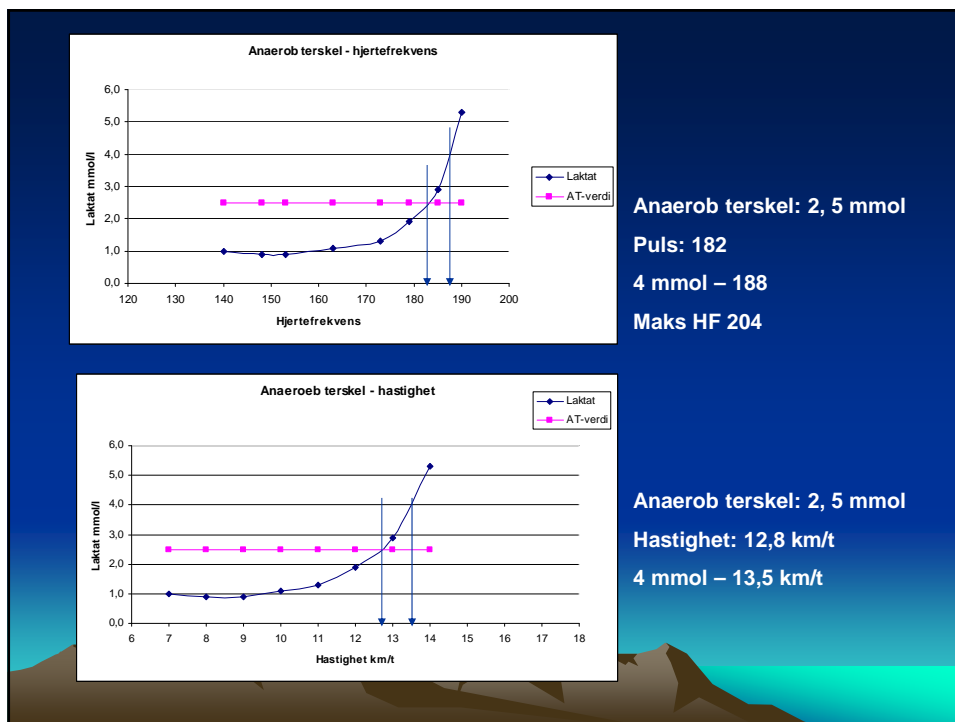 Anaerob terskel - hjertefrekvens
Laktat mmol/l
6,0
5,0
4,0
3,0
2,0
1,0
0,0
120 130 140 150 160 170 180 190 200
Hjertefrekvens
Laktat
AT-verdi
Anaerob terskel: 2, 5 mmol
Puls: 182
4 mmol – 188
Maks HF 204
Anaeroeb terskel - hastighet
Laktat mmol/l
6,0
5,0
4,0
3,0
2,0
1,0
0,0
6 7 8 9 10 11 12 13 14 15 16 17 18
Hastighet km/t
Laktat
AT-verdi
Anaerob terskel: 2, 5 mmol
Hastighet: 12,8 km/t
4 mmol – 13,5 km/t